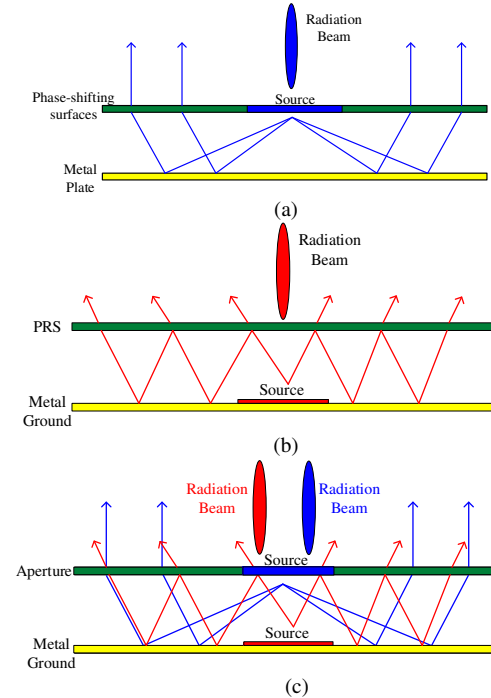 Radiation
Beam
Source
Phase-shifting
surfaces
Metal
Plate
(a)
Radiation
Beam
PRS
Source
Metal
Ground
(b)
Radiation
Beam
Radiation
Beam
Source
Aperture
Source
Metal
Ground
(c)